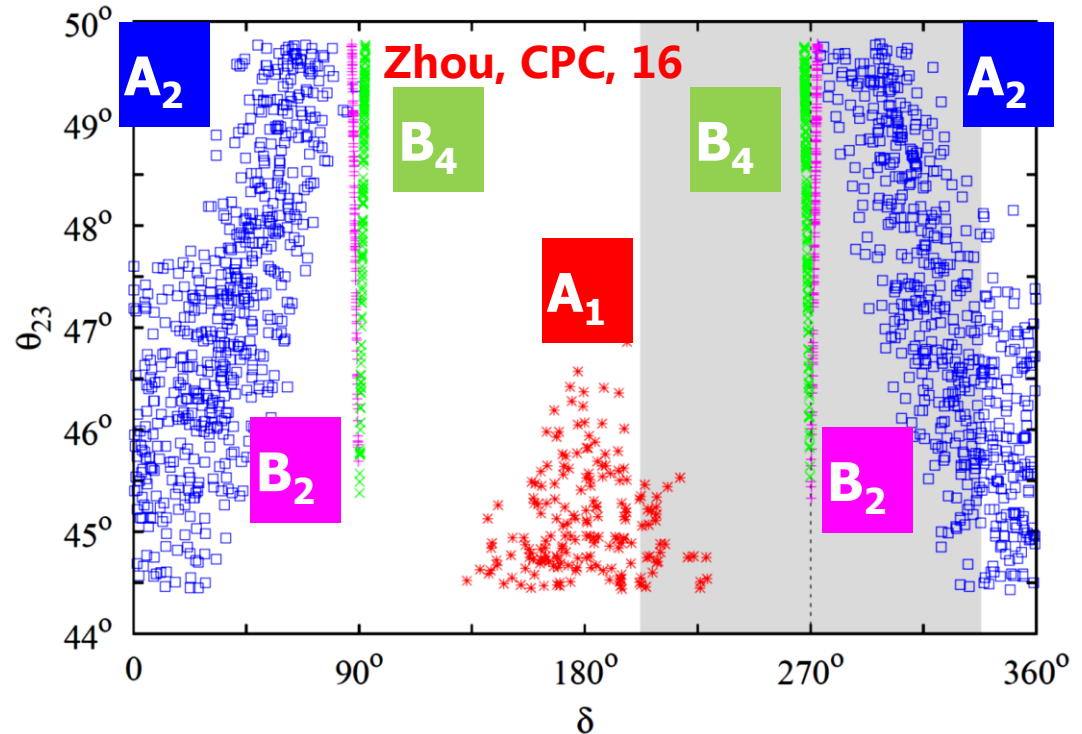 Zhou, CPC, 16
A₂
A₂
B₄
B₄
A₁
B₂
B₂
50°
49°
48°
47°
46°
45°
44°
θ₂₃
0
90°
180°
270°
360°
δ